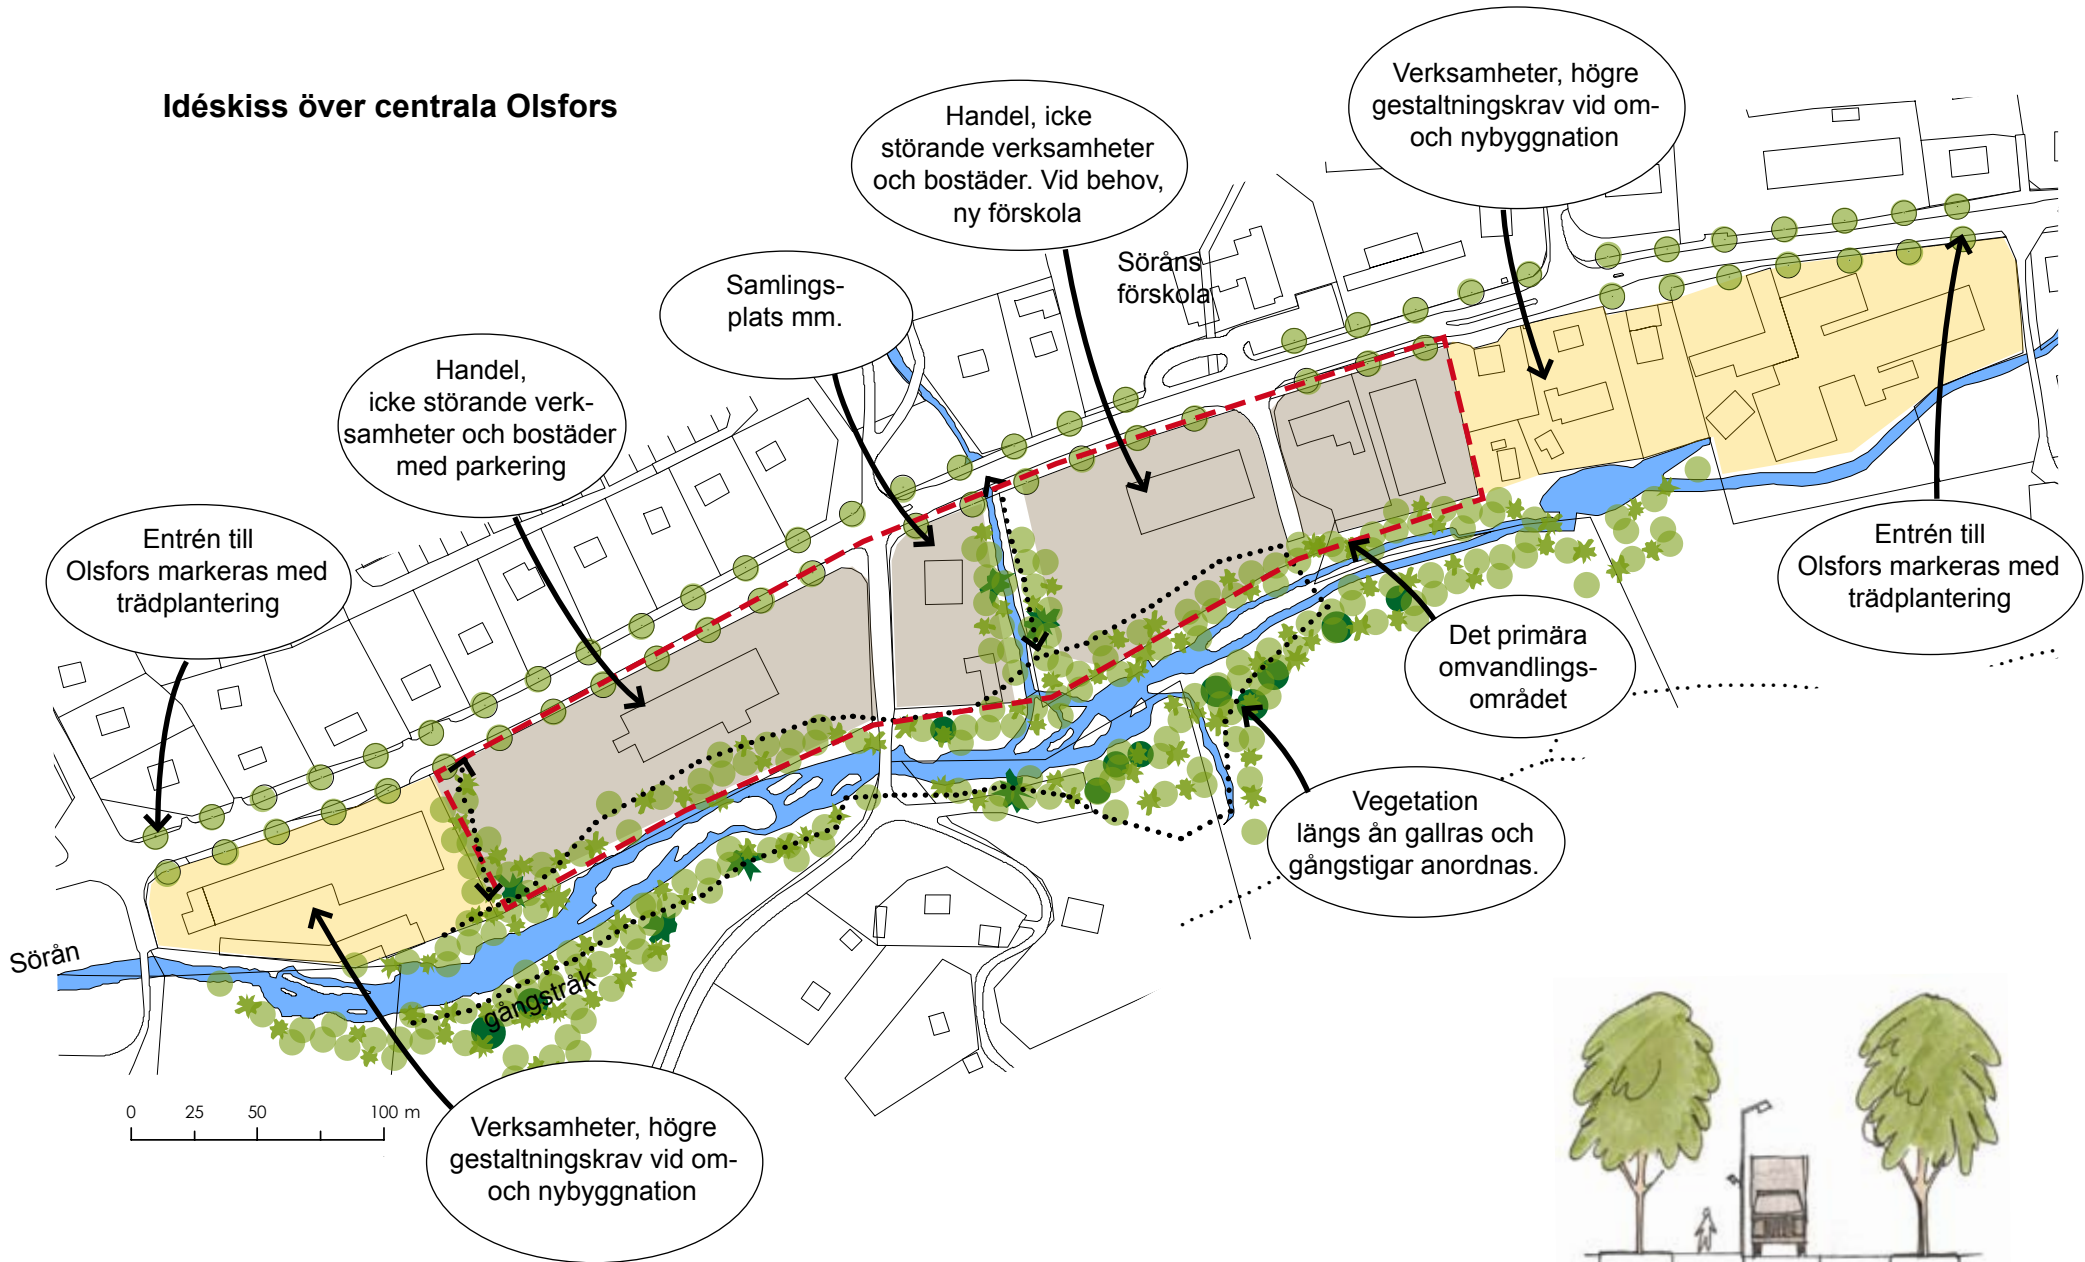 Idéskiss över centrala Olsfors
Verksamheter, högre
gestaltningskrav vid om-
och nybyggnation
Handel, icke
störande verksamheter
och bostäder. Vid behov,
ny förskola
Söråns
förskola
Samlings-
plats mm.
Handel,
icke störande verk-
samheter och bostäder
med parkering
Entrén till
Olsfors markeras med
trädplantering
Entrén till
Olsfors markeras med
trädplantering
Det primära
omvandlings-
området
Vegetation
längs ån gallras och
gångstigar anordnas.
Sörån
gångstråk
0 25 50 100 m
Verksamheter, högre
gestaltningskrav vid om-
och nybyggnation